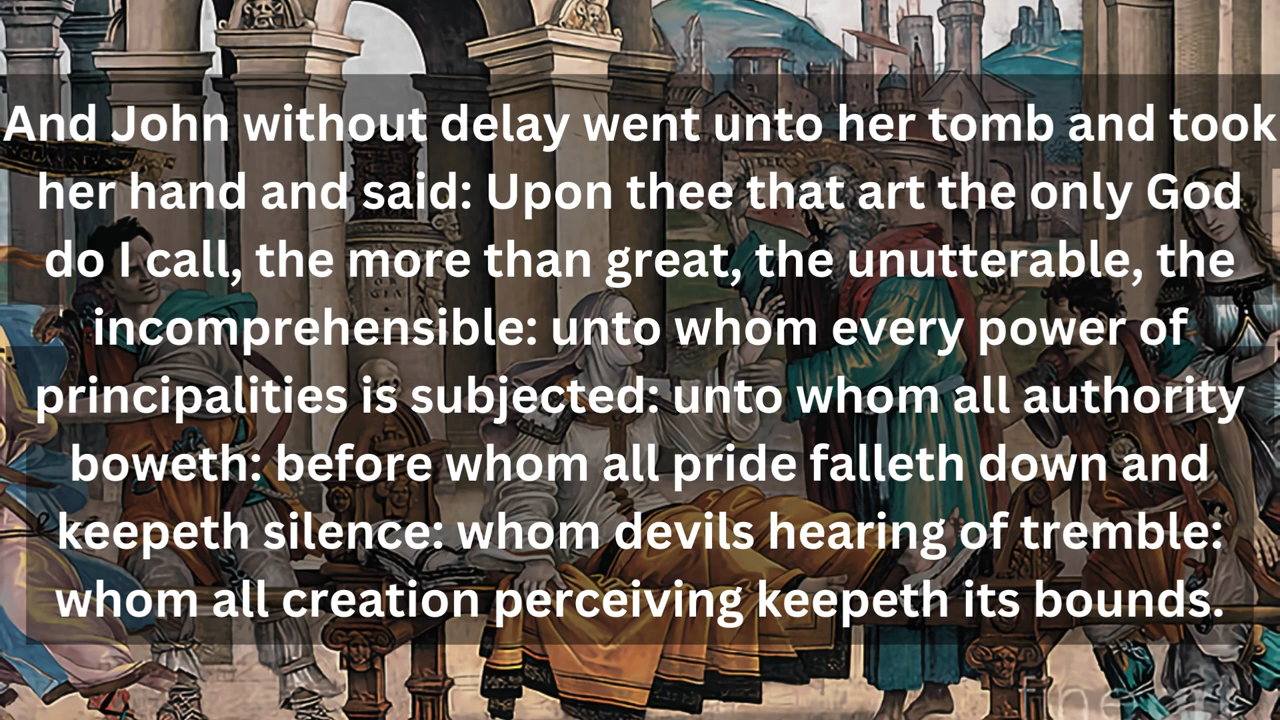 And John without delay went unto her tomb and took
her hand and said: Upon thee that art the only God
do I call, the more than great, the unutterable, the
incomprehensible: unto whom every power of
principalities is subjected: unto whom all authority
boweth: before whom all pride falleth down and
keepeth silence: whom devils hearing of tremble:
whom all creation perceiving keepeth its bounds.